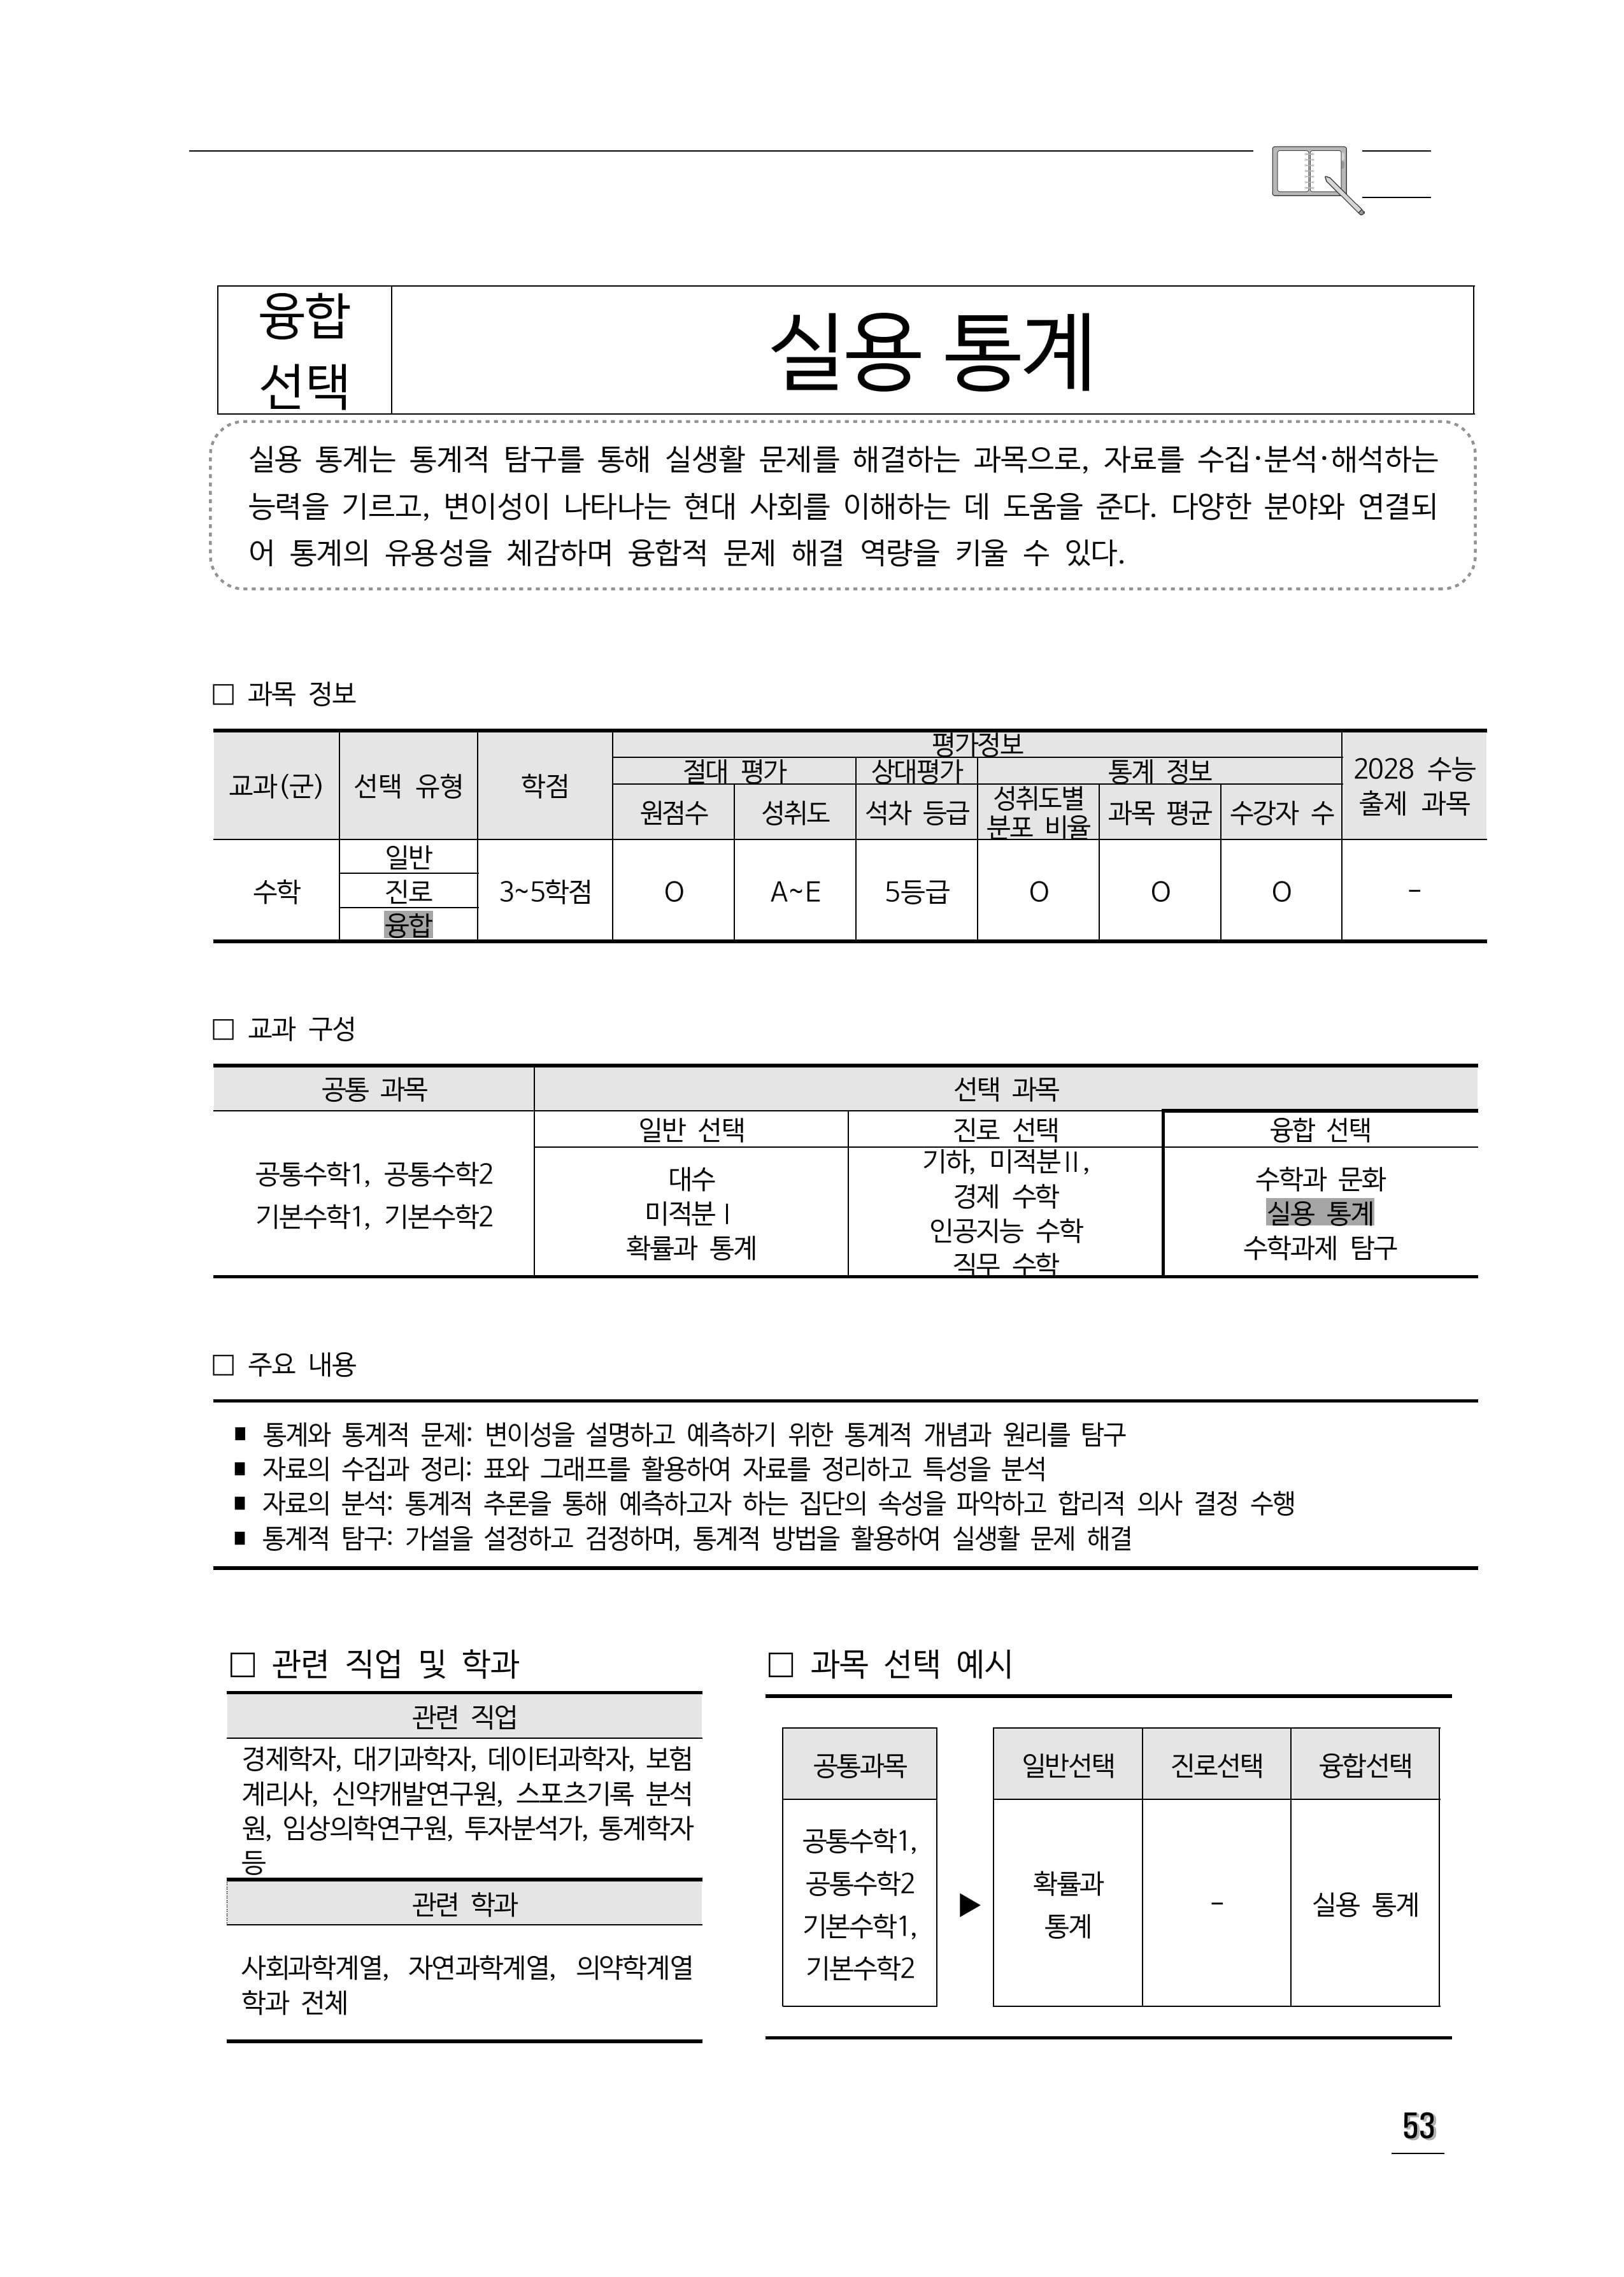 융합
선택
실용 통계
실용 통계는 통계적 탐구를 통해 실생활 문제를 해결하는 과목으로, 자료를 수집·분석·해석하는
능력을 기르고, 변이성이 나타나는 현대 사회를 이해하는 데 도움을 준다. 다양한 분야와 연결되
어 통계의 유용성을 체감하며 융합적 문제 해결 역량을 키울 수 있다.
□ 과목 정보
교과(군) 선택 유형 학점 평가정보 2028 수능
출제 과목
절대 평가 상대평가 통계 정보
원점수 성취도 석차 등급 성취도별
분포 비율 과목 평균 수강자 수
수학 일반
진로
융합
3~5학점 O A~E 5등급 O O O -
□ 교과 구성
공통 과목 선택 과목
일반 선택 진로 선택 융합 선택
공통수학1, 공통수학2
기본수학1, 기본수학2
대수
미적분Ⅰ
확률과 통계
기하, 미적분Ⅱ,
경제 수학
인공지능 수학
직무 수학
수학과 문화
실용 통계
수학과제 탐구
□ 주요 내용
■ 통계와 통계적 문제: 변이성을 설명하고 예측하기 위한 통계적 개념과 원리를 탐구
■ 자료의 수집과 정리: 표와 그래프를 활용하여 자료를 정리하고 특성을 분석
■ 자료의 분석: 통계적 추론을 통해 예측하고자 하는 집단의 속성을 파악하고 합리적 의사 결정 수행
■ 통계적 탐구: 가설을 설정하고 검정하며, 통계적 방법을 활용하여 실생활 문제 해결
□ 관련 직업 및 학과
관련 직업
경제학자, 대기과학자, 데이터과학자, 보험
계리사, 신약개발연구원, 스포츠기록 분석
원, 임상의학연구원, 투자분석가, 통계학자
등
관련 학과
사회과학계열, 자연과학계열, 의약학계열
학과 전체
□ 과목 선택 예시
공통과목
공통수학1,
공통수학2
기본수학1,
기본수학2
▶
일반선택 진로선택 융합선택
확률과
통계
-
실용 통계
53